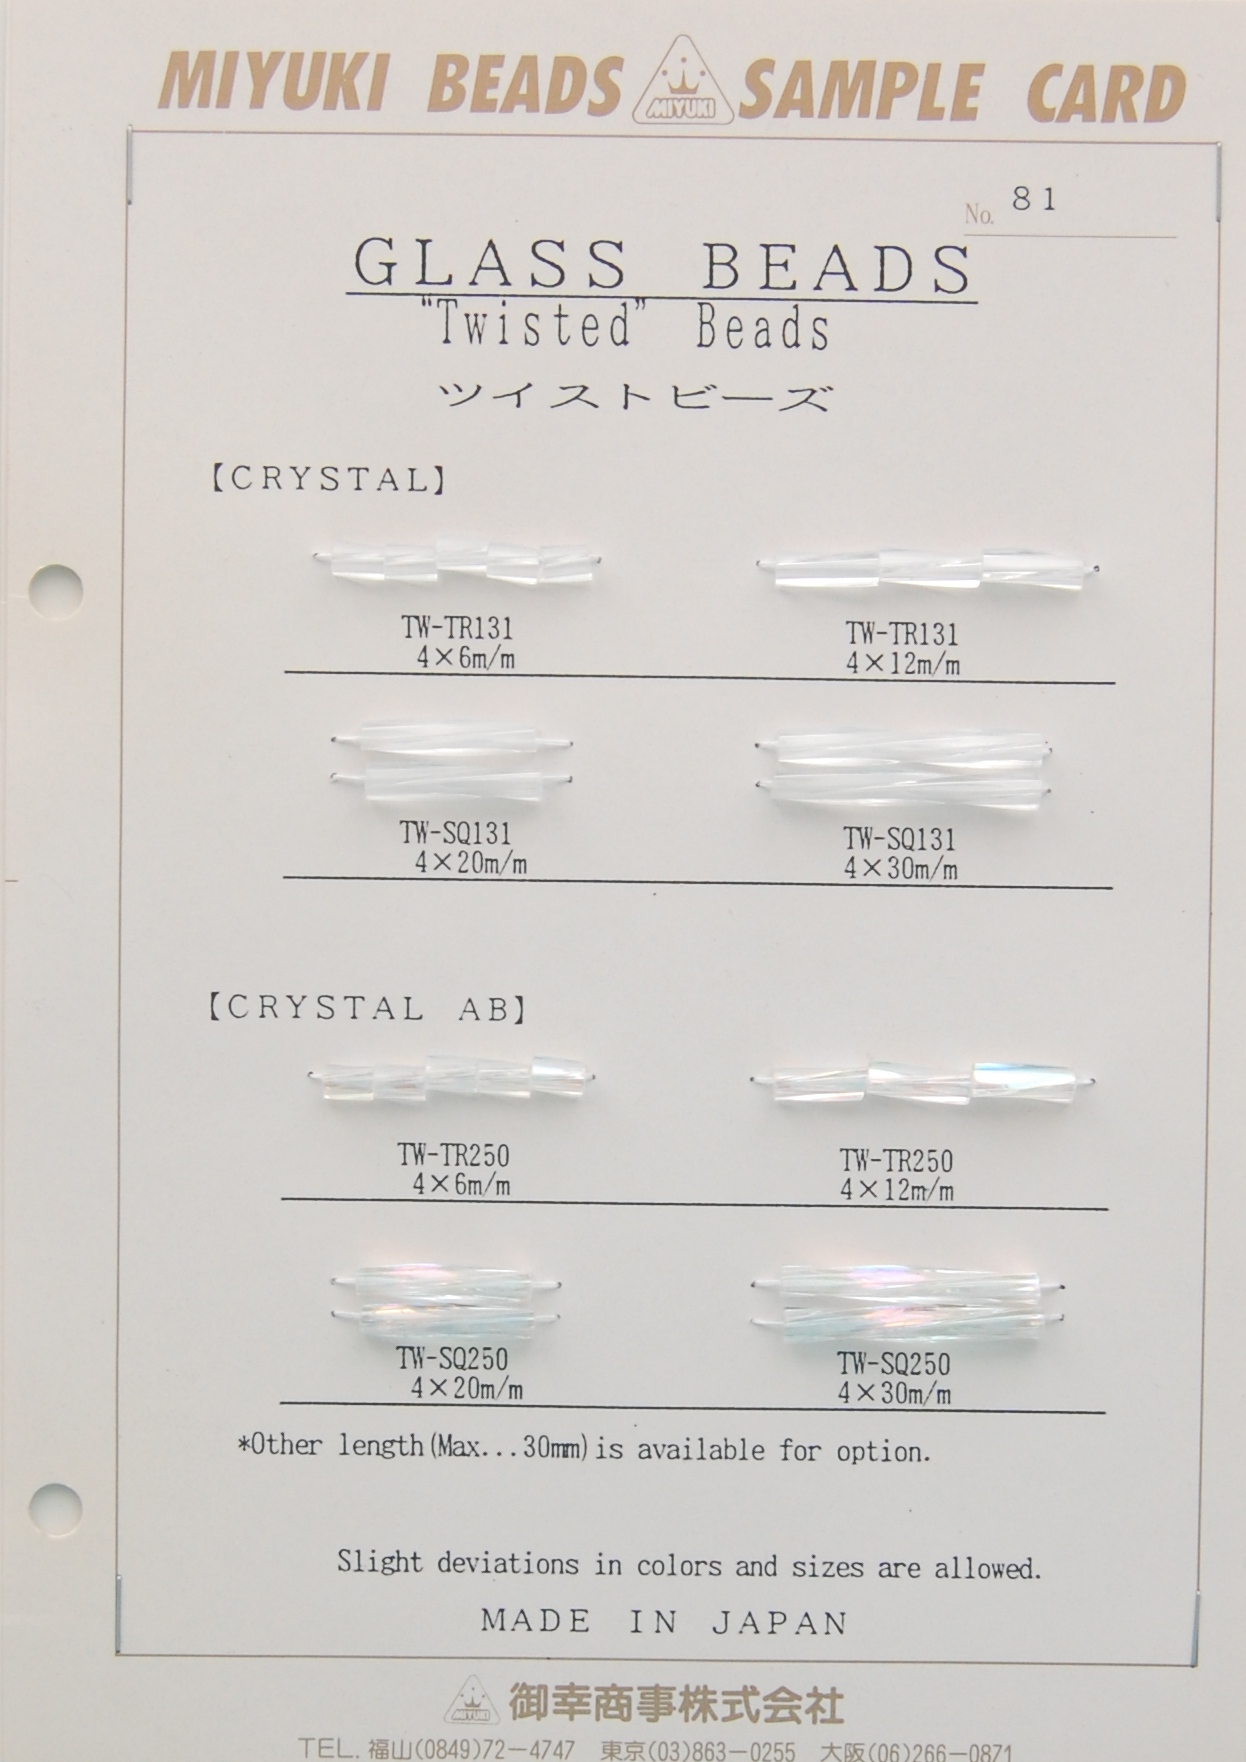 MIYUKI BEADS MIYUKI SAMPLE CARD
No. 81
GLASS BEADS
"Twisted" Beads
ツイストビーズ
【CRYSTAL】
TW-TR131 TW-TR131
4×6m/m 4×12m/m
TW-SQ131 TW-SQ131
4×20m/m 4×30m/m
【CRYSTAL AB】
TW-TR250 TW-TR250
4×6m/m 4×12m/m
TW-SQ250 TW-SQ250
4×20m/m 4×30m/m
*Other length(Max...30mm)is available for option.
Slight deviations in colors and sizes are allowed.
MADE IN JAPAN
MIYUKI 御幸商事株式会社
TEL. 福山(0849)72-4747 東京(03)863-0255 大阪(06)266-0871